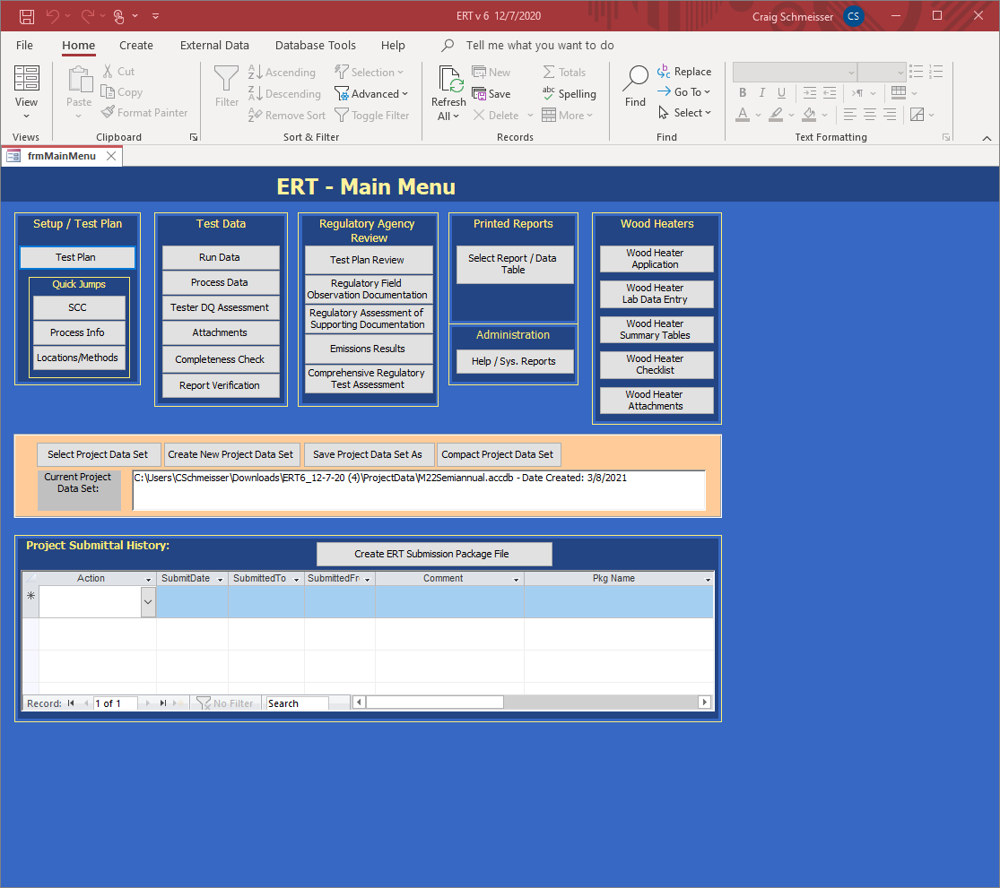 ERT v 6 12/7/2020
Craig Schmeisser
CS
File
Home
Create
External Data
Database Tools
Help
Tell me what you want to do
View
Views
Paste
Cut
Copy
Format Painter
Clipboard
Filter
Ascending
Descending
Remove Sort
Selection
Advanced
Toggle Filter
Sort & Filter
Refresh
All
New
Save
Delete
Totals
abc Spelling
More
Records
Find
Replace
Go To
Select
Find
B I U
A
Text Formatting
frmMainMenu
ERT - Main Menu
Setup / Test Plan
Test Plan
Quick Jumps
SCC
Process Info
Locations/Methods
Test Data
Run Data
Process Data
Tester DQ Assessment
Attachments
Completeness Check
Report Verification
Regulatory Agency
Review
Test Plan Review
Regulatory Field
Observation Documentation
Regulatory Assessment of
Supporting Documentation
Emissions Results
Comprehensive Regulatory
Test Assessment
Printed Reports
Select Report / Data
Table
Administration
Help / Sys. Reports
Wood Heaters
Wood Heater
Application
Wood Heater
Lab Data Entry
Wood Heater
Summary Tables
Wood Heater
Checklist
Wood Heater
Attachments
Select Project Data Set
Create New Project Data Set
Save Project Data Set As
Compact Project Data Set
Current Project
Data Set:
C:\Users\CSchmeisser\Downloads\ERT6_12-7-20 (4)\ProjectData\M22Semiannual.accdb - Date Created: 3/8/2021
Project Submittal History:
Create ERT Submission Package File
Action
SubmitDate
SubmittedTo
SubmittedFr
Comment
Pkg Name
Record:
1 of 1
No Filter
Search